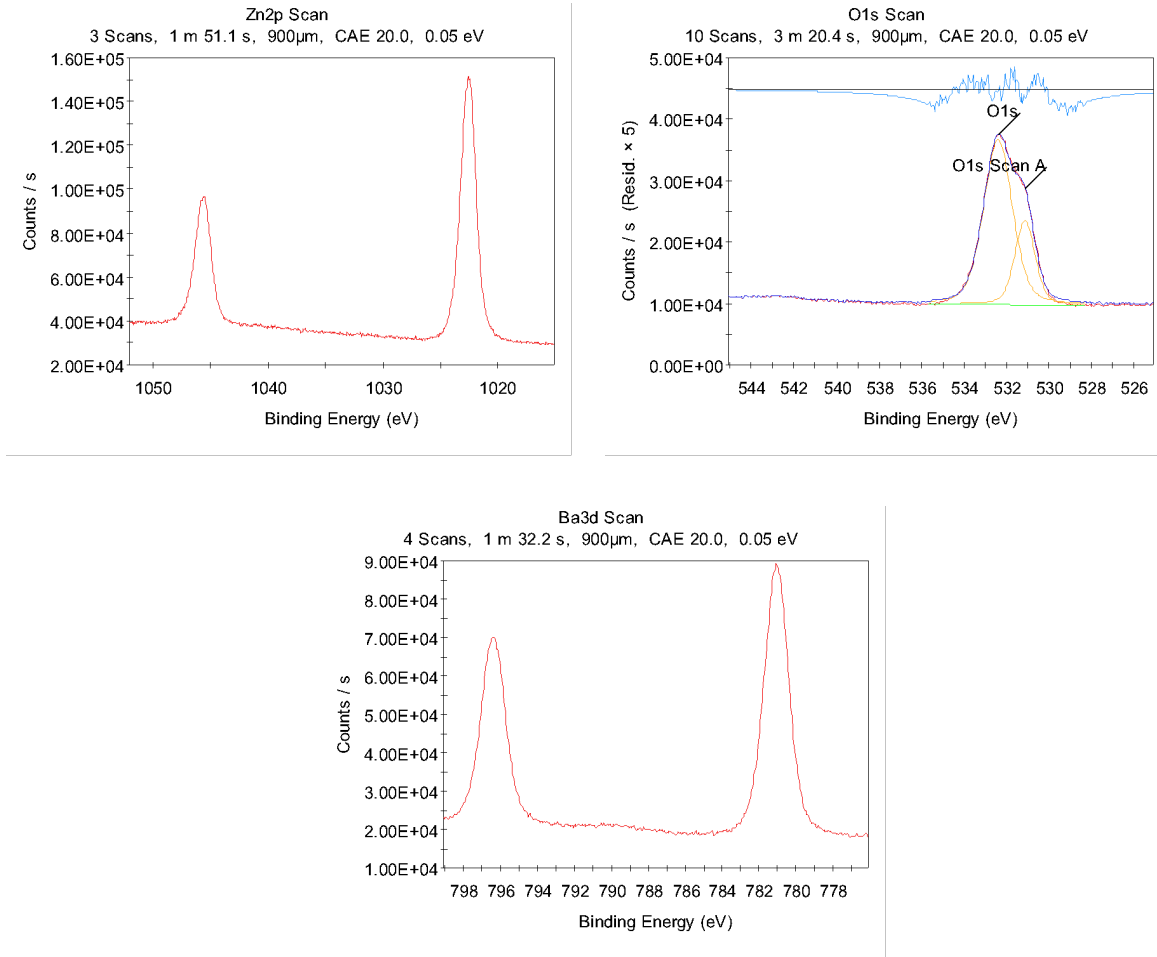 Zn2p Scan
3 Scans, 1 m 51.1 s, 900µm, CAE 20.0, 0.05 eV
1.60E+05
1.40E+05
1.20E+05
1.00E+05
8.00E+04
6.00E+04
4.00E+04
2.00E+04
Counts / s
1050
1040
1030
1020
Binding Energy (eV)
O1s Scan
10 Scans, 3 m 20.4 s, 900µm, CAE 20.0, 0.05 eV
5.00E+04
4.00E+04
3.00E+04
2.00E+04
1.00E+04
0.00E+00
Counts / s (Resid. × 5)
O1s
O1s Scan A
544
542
540
538
536
534
532
530
528
526
Binding Energy (eV)
Ba3d Scan
4 Scans, 1 m 32.2 s, 900µm, CAE 20.0, 0.05 eV
9.00E+04
8.00E+04
7.00E+04
6.00E+04
5.00E+04
4.00E+04
3.00E+04
2.00E+04
1.00E+04
Counts / s
798
796
794
792
790
788
786
784
782
780
778
Binding Energy (eV)